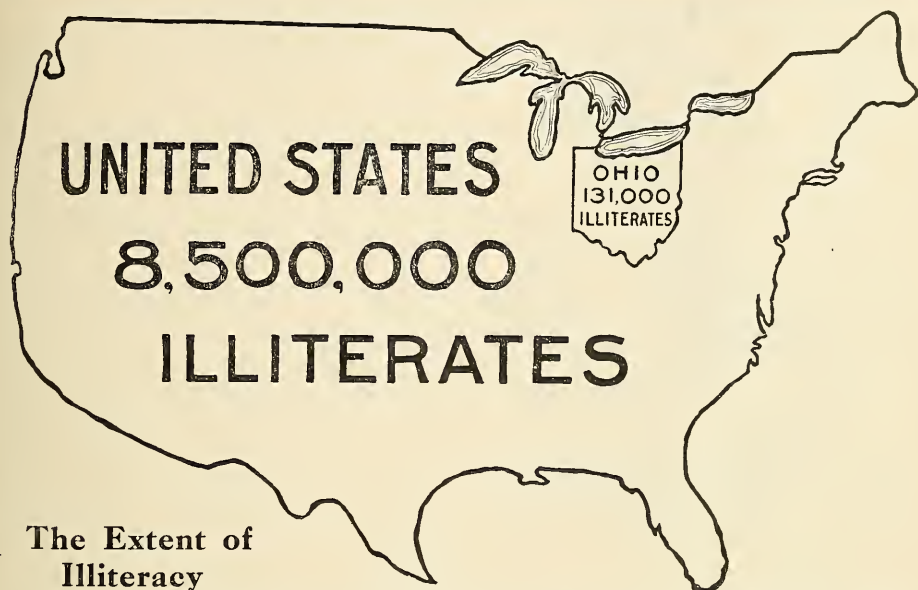 UNITED STATES
8,500,000
ILLITERATES
OHIO
131,000
ILLITERATES
The Extent of
Illiteracy